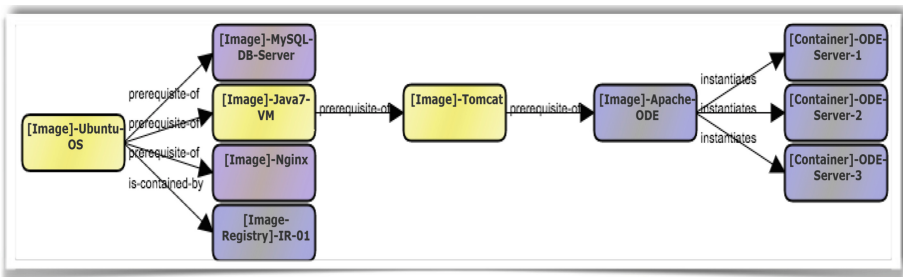 [Image]-Ubuntu-
OS
prerequisite-of
prerequisite-of
prerequisite-of
is-contained-by
[Image]-MySQL-
DB-Server
[Image]-Java7-
VM
[Image]-Nginx
[Image-
Registry]-IR-01
prerequisite-of
[Image]-Tomcat
prerequisite-of
[Image]-Apache-
ODE
instantiates
instantiates
instantiates
[Container]-ODE-
Server-1
[Container]-ODE-
Server-2
[Container]-ODE-
Server-3